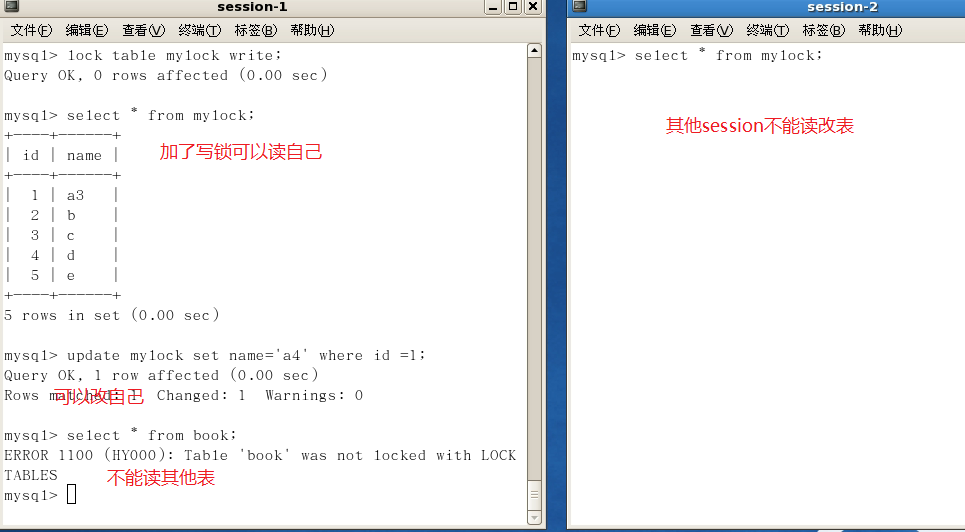 session-1
文件(F) 编辑(E) 查看(V) 终端(T) 标签(B) 帮助(H)
mysql> lock table mylock write;
Query OK, 0 rows affected (0.00 sec)
mysql> select * from mylock;
+----+------+
| id | name |
加了写锁可以读自己
+----+------+
| 1 | a3 |
| 2 | b |
| 3 | c |
| 4 | d |
| 5 | e |
+----+------+
5 rows in set (0.00 sec)
mysql> update mylock set name='a4' where id =1;
Query OK, 1 row affected (0.00 sec)
Rows matched: 1 Changed: 1 Warnings: 0
可以改自己
mysql> select * from book;
ERROR 1100 (HY000): Table 'book' was not locked with LOCK
TABLES
不能读其他表
mysql>
session-2
文件(F) 编辑(E) 查看(V) 终端(T) 标签(B) 帮助(H)
mysql> select * from mylock;
其他session不能读改表